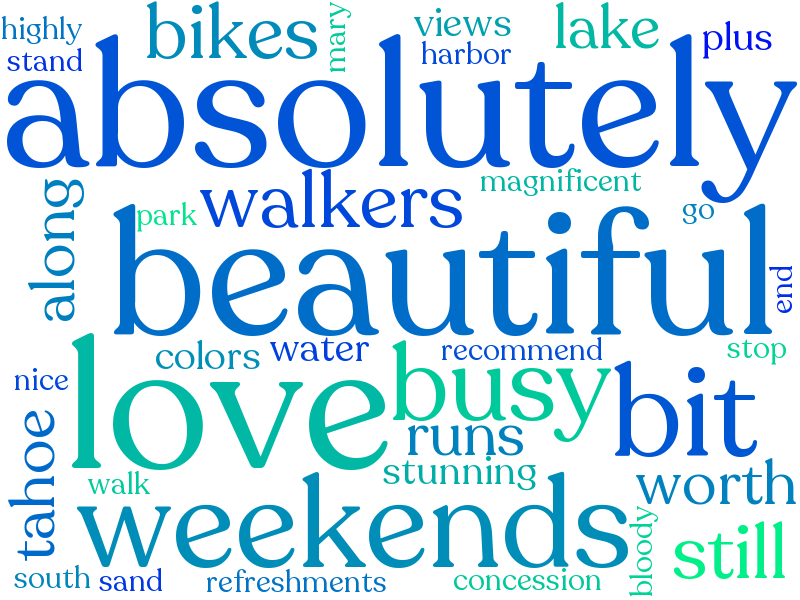 highly
bikes
mary
views
lake
plus
stand
harbor
absolutely
along
park
walkers
magnificent
go
beautiful
end
colors
water
recommend
stop
nice
love
busy
bit
runs
tahoe
walk
stunning
worth
weekends
bloody
still
south
sand
refreshments
concession